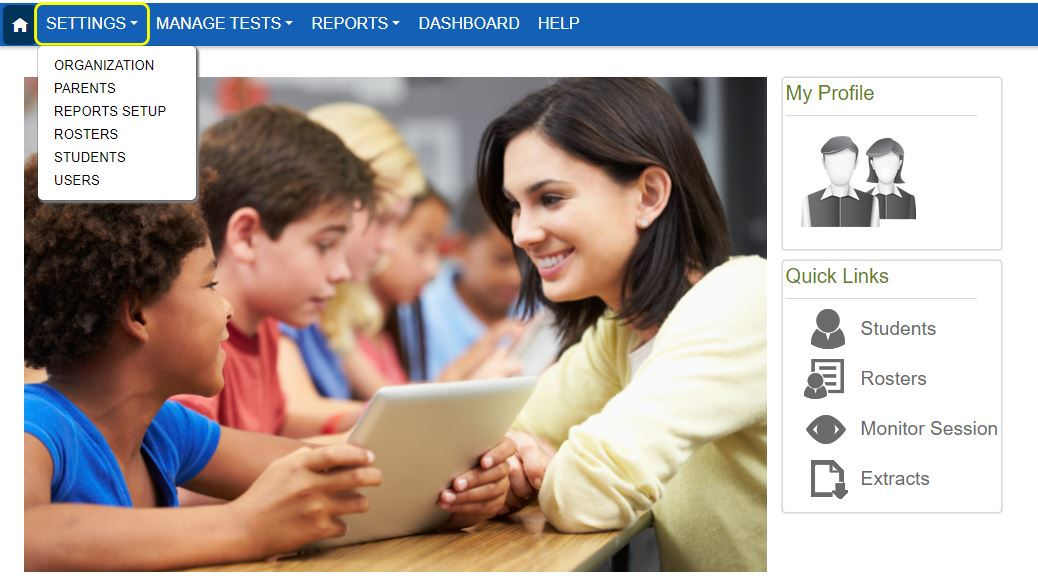 SETTINGS MANAGE TESTS REPORTS DASHBOARD HELP
ORGANIZATION
PARENTS
REPORTS SETUP
ROSTERS
STUDENTS
USERS
My Profile
Quick Links
Students
Rosters
Monitor Session
Extracts